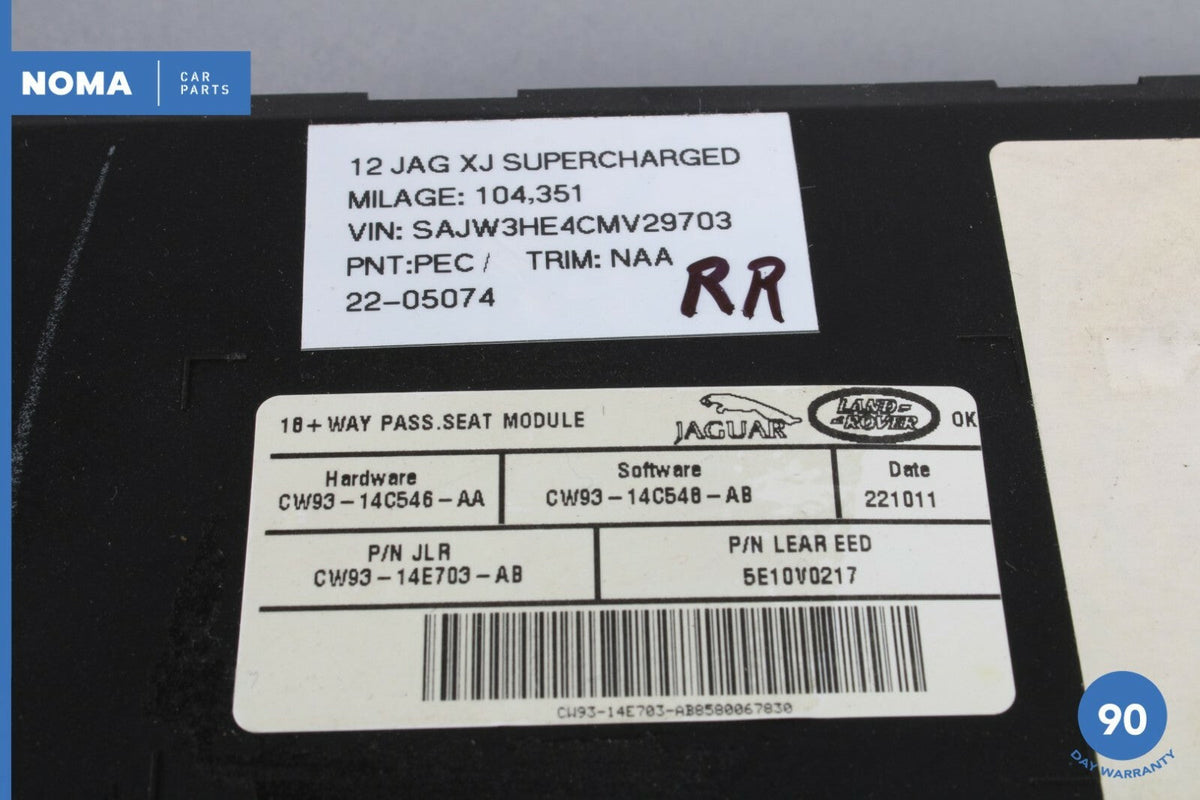 NOMA
CAR
PARTS
12 JAG XJ SUPERCHARGED
MILAGE: 104,351
VIN: SAJW3HE4CMV29703
PNT:PEC / TRIM: NAA
22-05074
RR
18+WAY PASS.SEAT MODULE
JAGUAR
LAND-
-ROVER
OK
Hardware
CW93-14C546-AA
Software
CW93-14C548-AB
Date
221011
P/N JLR
CW93-14E703-AB
P/N LEAR EED
5E10V0217
CW93-14E703-AB8580067830
90
DAY WARRANTY